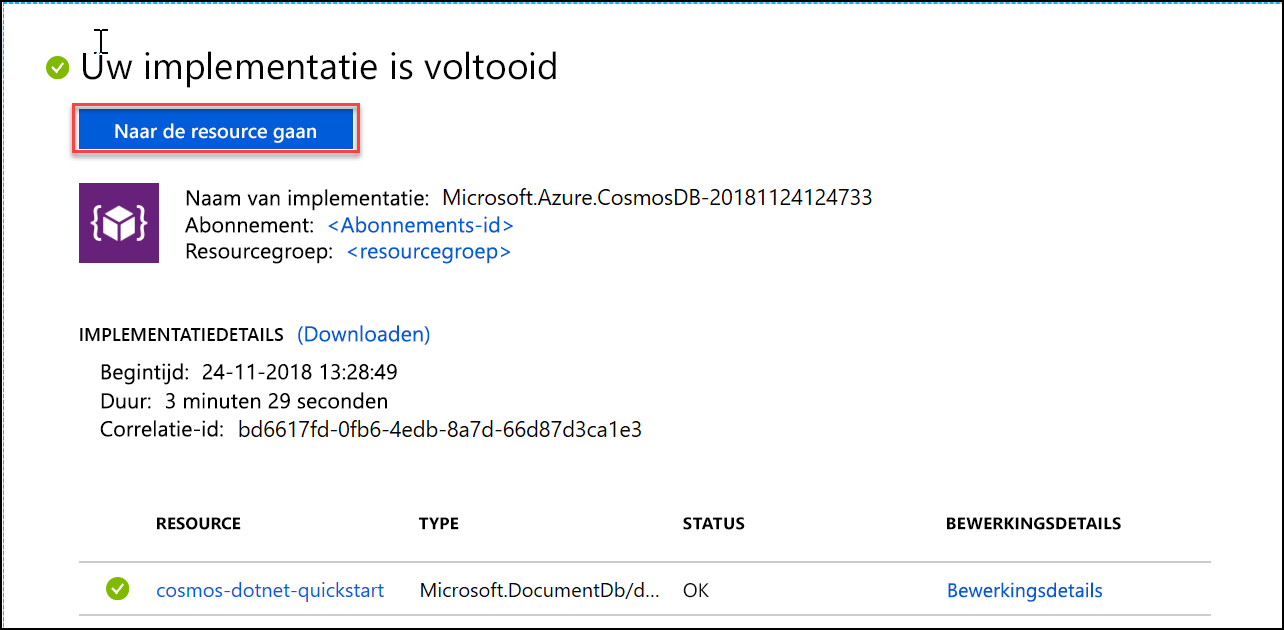 Uw implementatie is voltooid
Naar de resource gaan
Naam van implementatie: Microsoft.Azure.CosmosDB-20181124124733
Abonnement: <Abonnements-id>
Resourcegroep: <resourcegroep>
IMPLEMENTATIEDETAILS (Downloaden)
Begintijd: 24-11-2018 13:28:49
Duur: 3 minuten 29 seconden
Correlatie-id: bd6617fd-0fb6-4edb-8a7d-66d87d3ca1e3
RESOURCE TYPE STATUS BEWERKINGSDETAILS
cosmos-dotnet-quickstart Microsoft.DocumentDb/d... OK Bewerkingsdetails